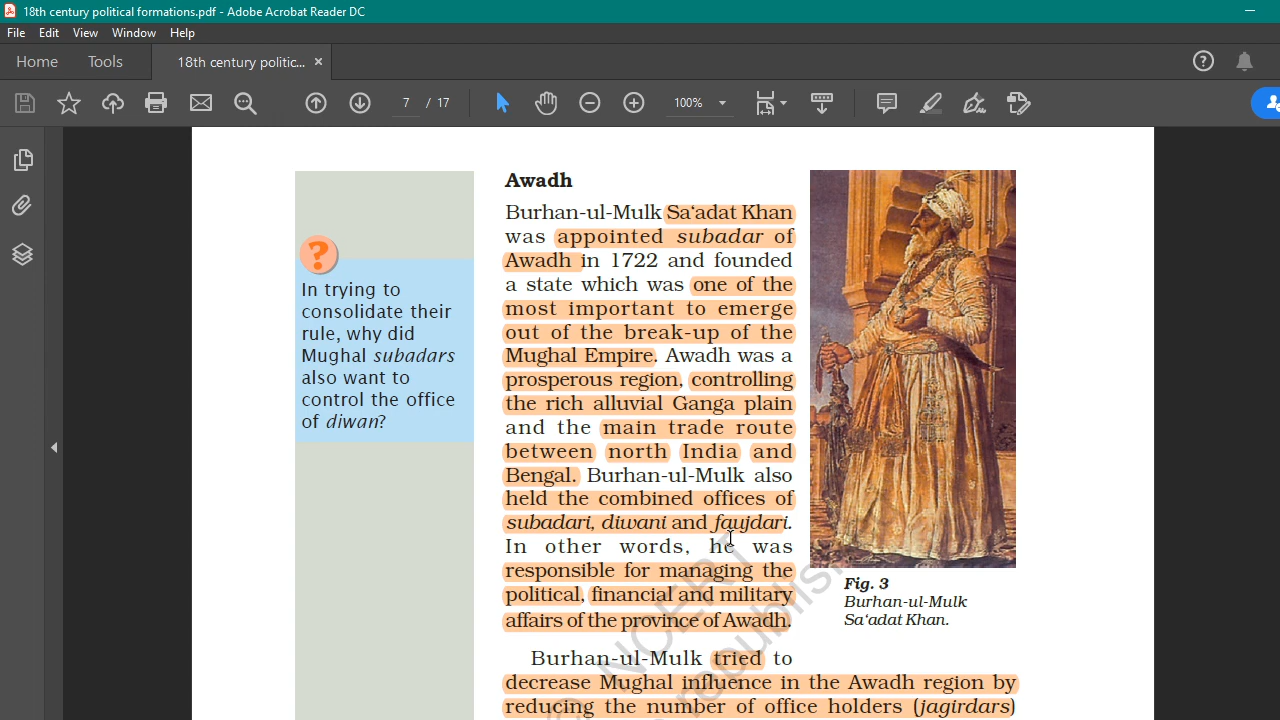 18th century political formations.pdf - Adobe Acrobat Reader DC
File Edit View Window Help
Home Tools 18th century politic... ×
7 / 17 100%
?
In trying to
consolidate their
rule, why did
Mughal subadars
also want to
control the office
of diwan?
Awadh
Burhan-ul-Mulk Sa‘adat Khan
was appointed subadar of
Awadh in 1722 and founded
a state which was one of the
most important to emerge
out of the break-up of the
Mughal Empire. Awadh was a
prosperous region, controlling
the rich alluvial Ganga plain
and the main trade route
between north India and
Bengal. Burhan-ul-Mulk also
held the combined offices of
subadari, diwani and faujdari.
In other words, he was
responsible for managing the
political, financial and military
affairs of the province of Awadh.
Burhan-ul-Mulk tried to
decrease Mughal influence in the Awadh region by
reducing the number of office holders (jagirdars)
Fig. 3
Burhan-ul-Mulk
Sa‘adat Khan.
© NCERT